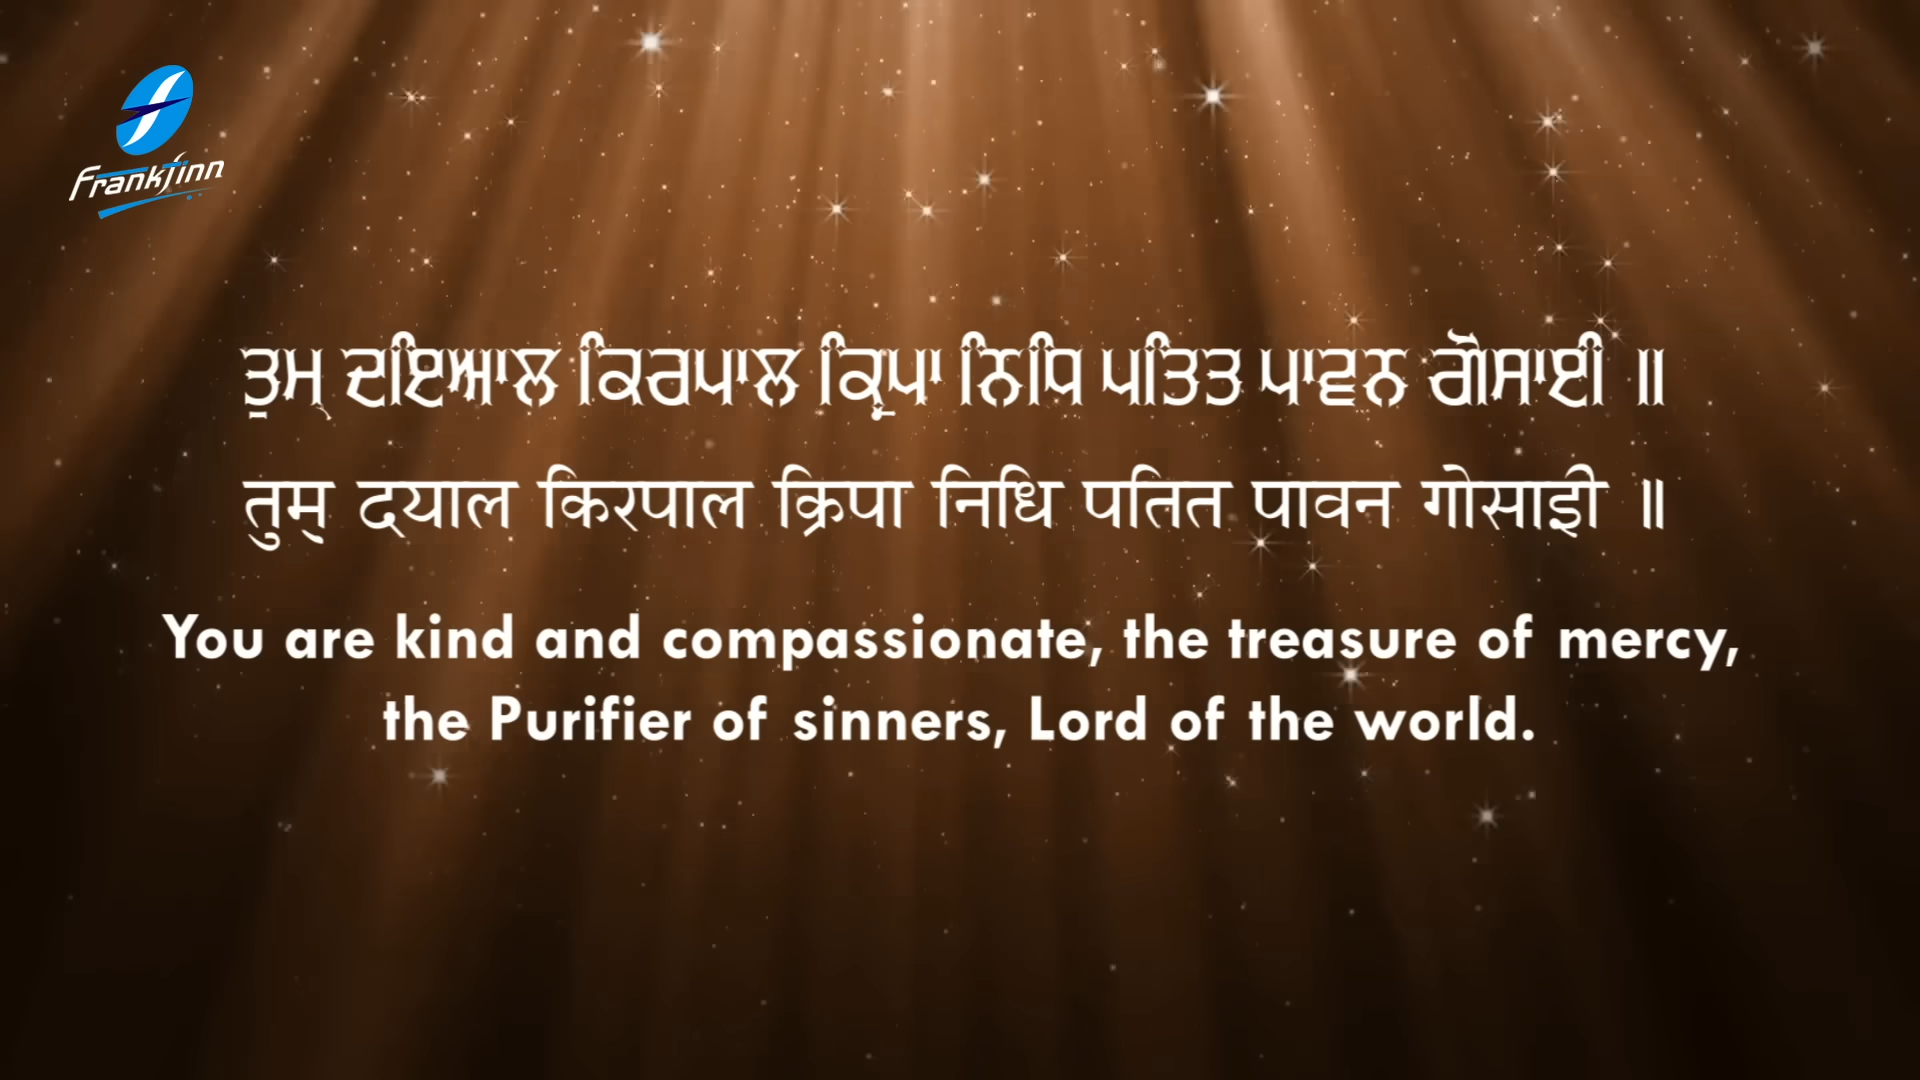 FrankJinn
ਤੁਮ੍ ਦਇਆਲ ਕਿਰਪਾਲ ਕ੍ਰਿਪਾ ਨਿਧਿ ਪਤਿਤ ਪਾਵਨ ਗੋਸਾਈ ॥
तुम् दयाल किरपाल क्रिपा निधि पतित पावन गोसाइी ॥
You are kind and compassionate, the treasure of mercy,
the Purifier of sinners, Lord of the world.